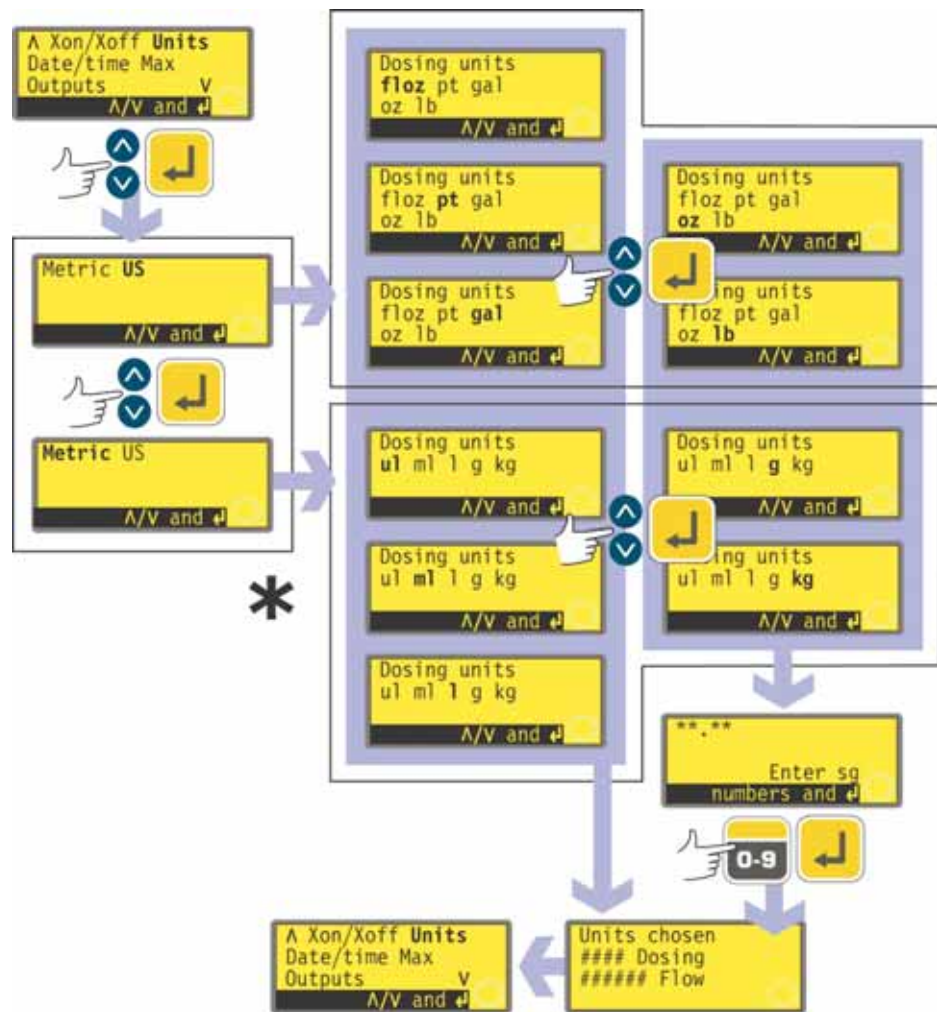 Λ Xon/Xoff Units
Date/time Max
Outputs V
Λ/V and ↲
Metric US
Λ/V and ↲
Metric US
Λ/V and ↲
Dosing units
floz pt gal
oz lb
Λ/V and ↲
Dosing units
floz pt gal
oz lb
Λ/V and ↲
Dosing units
floz pt gal
oz lb
Λ/V and ↲
Dosing units
floz pt gal
oz lb
Λ/V and ↲
ing units
floz pt gal
oz lb
Λ/V and ↲
Dosing units
ul ml l g kg
Λ/V and ↲
Dosing units
ul ml l g kg
Λ/V and ↲
Dosing units
ul ml l g kg
Λ/V and ↲
Dosing units
ul ml l g kg
Λ/V and ↲
ing units
ul ml l g kg
Λ/V and ↲
*
**.**
Enter sg
numbers and ↲
0-9
Units chosen
#### Dosing
###### Flow
Λ Xon/Xoff Units
Date/time Max
Outputs V
Λ/V and ↲